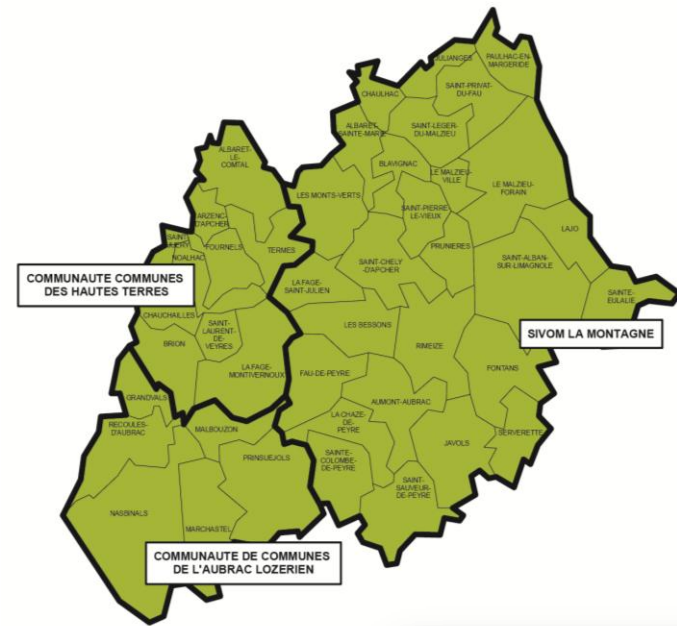 JULIANGES
PAULHAC-EN-
MARGERIDE
CHAULHAC
SAINT-PRIVAT-
DU-FAU
ALBARET-
SAINTE-MARIE
SAINT-LEGER-
DU-MALZIEU
ALBARET-
LE-
COMTAL
BLAVIGNAC
LE MALZIEU-
VILLE
LES MONTS-VERTS
LE MALZIEU-
FORAIN
ARZENC-
D'APCHER
SAINT-PIERRE-
LE-VIEUX
LAJO
SAINT-
JUERY
FOURNELS
TERMES
PRUNIERES
NOALHAC
SAINT-CHELY
-D'APCHER
SAINT-ALBAN-
SUR-LIMAGNOLE
COMMUNAUTE COMMUNES
DES HAUTES TERRES
LA FAGE-
SAINT-JULIEN
SAINTE-
EULALIE
CHAUCHAILLES
SAINT-
LAURENT-
DE-
VEYRES
LES BESSONS
SIVOM LA MONTAGNE
BRION
RIMEIZE
LA FAGE-
MONTIVERNOUX
FAU-DE-PEYRE
FONTANS
GRANDVALS
AUMONT-AUBRAC
RECOULES-
D'AUBRAC
MALBOUZON
LA CHAZE-
DE-
PEYRE
SERVERETTE
PRINSUEJOLS
JAVOLS
SAINTE-
COLOMBE-
DE-PEYRE
SAINT-
SAUVEUR-
DE-PEYRE
NASBINALS
MARCHASTEL
COMMUNAUTE DE COMMUNES
DE L'AUBRAC LOZERIEN